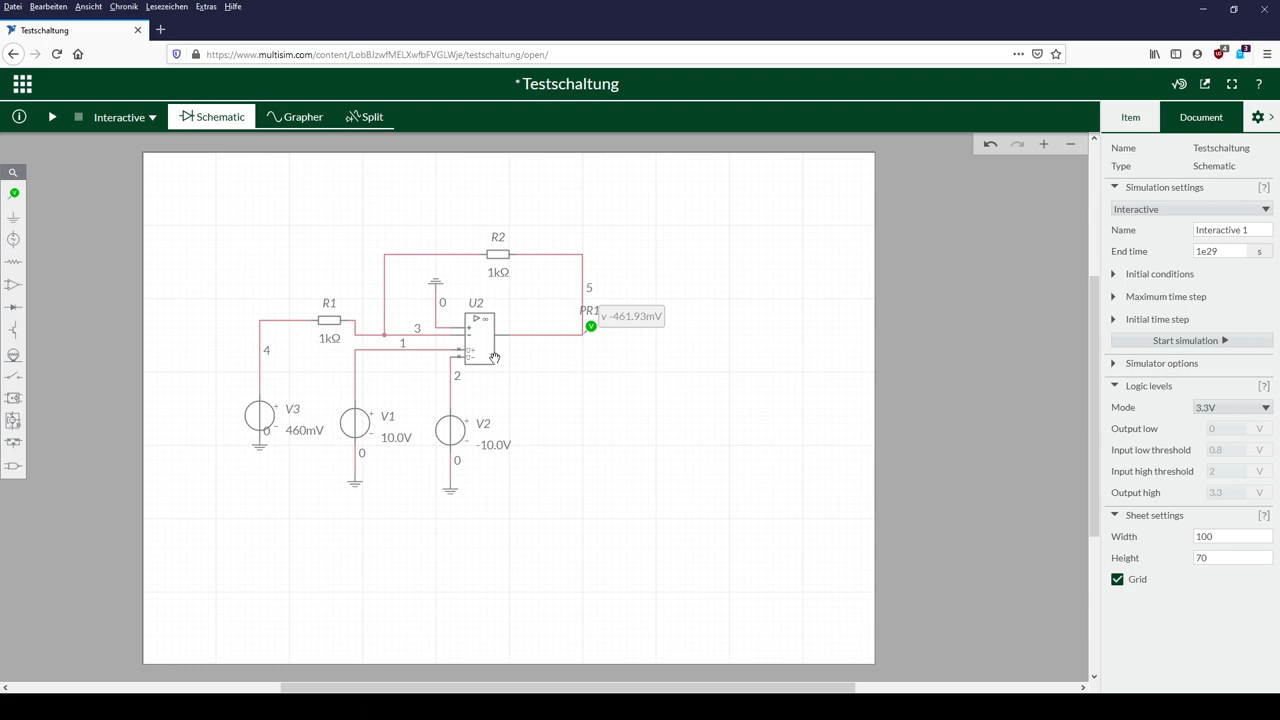 Datei Bearbeiten Ansicht Chronik Lesezeichen Extras Hilfe
Testschaltung
https://www.multisim.com/content/LobBJzwfMELXwfbFVGLWje/testschaltung/open/
4
3
* Testschaltung
Interactive
Schematic
Grapher
Split
Item
Document
Name Testschaltung
Type Schematic
Simulation settings [?]
Interactive
Name Interactive 1
End time 1e29 s
Initial conditions
Maximum time step
Initial time step
Start simulation
Simulator options
Logic levels [?]
Mode 3.3V
Output low 0 V
Input low threshold 0.8 V
Input high threshold 2 V
Output high 3.3 V
Sheet settings [?]
Width 100
Height 70
Grid
R2
1kΩ
5
0
U2
∞
+
−
U+
U−
PR1
V
v -461.93mV
R1
1kΩ
3
1
4
2
V3
460mV
0
+
−
V1
10.0V
0
+
−
V2
-10.0V
0
+
−